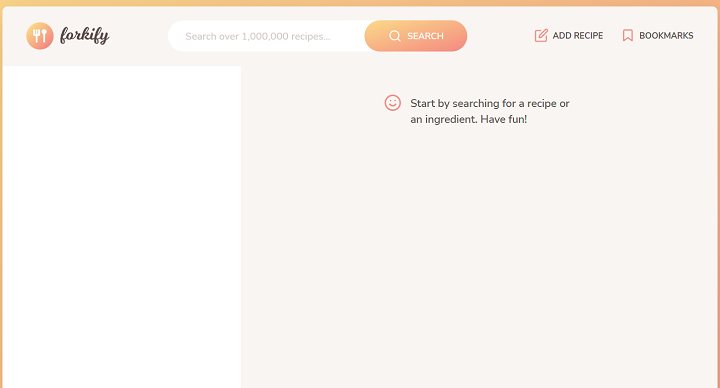 forkify
Search over 1,000,000 recipes...
SEARCH
ADD RECIPE
BOOKMARKS
Start by searching for a recipe or
an ingredient. Have fun!